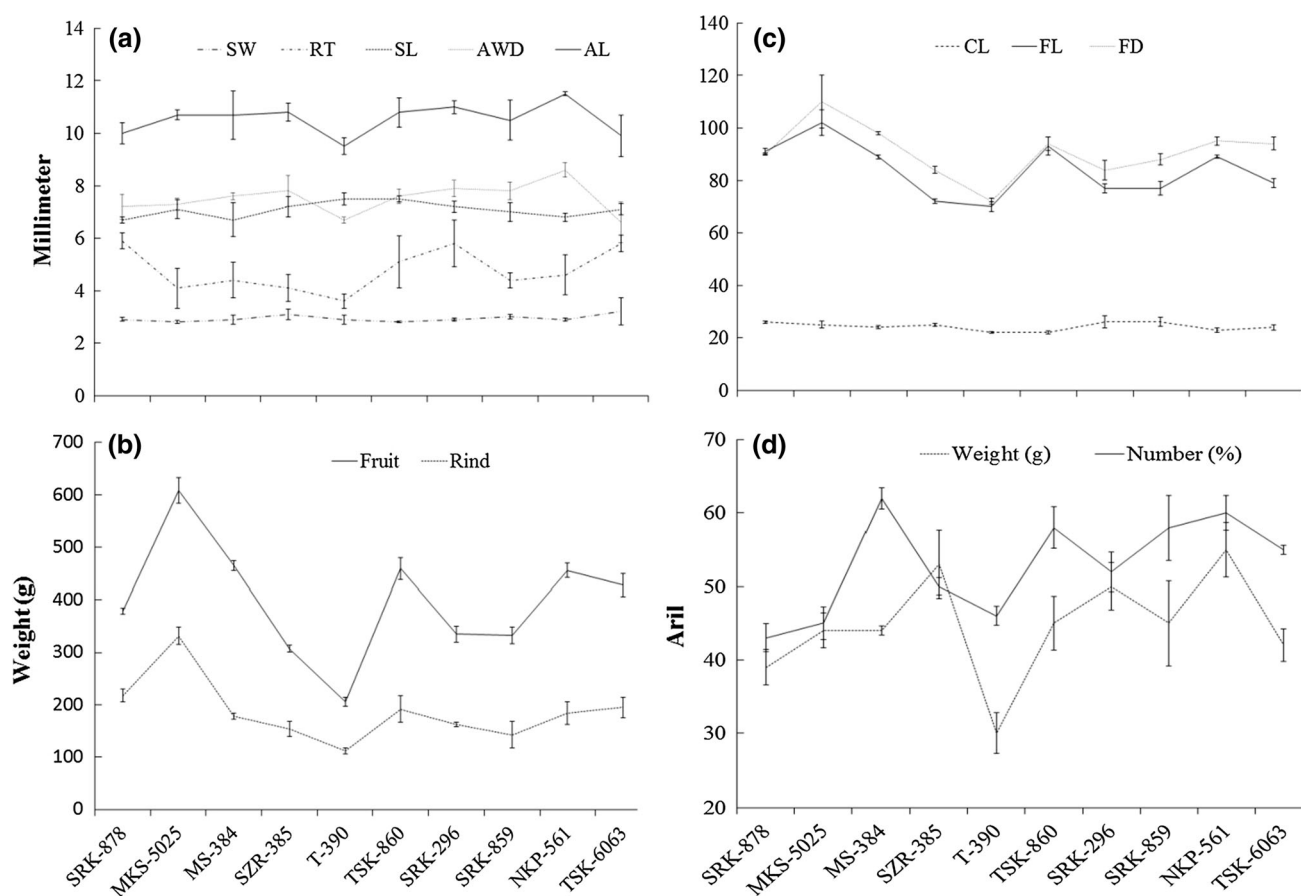 (a)
SW RT SL AWD AL
14
12
10
8
6
4
2
0
Millimeter
(c)
CL FL FD
140
120
100
80
60
40
20
0
(b)
Fruit Rind
700
600
500
400
300
200
100
0
Weight (g)
SRK-878 MKS-5025 MS-384 SZR-385 T-390 TSK-860 SRK-296 SRK-859 NKP-561 TSK-6063
(d)
Weight (g) Number (%)
70
60
50
40
30
20
Aril
SRK-878 MKS-5025 MS-384 SZR-385 T-390 TSK-860 SRK-296 SRK-859 NKP-561 TSK-6063